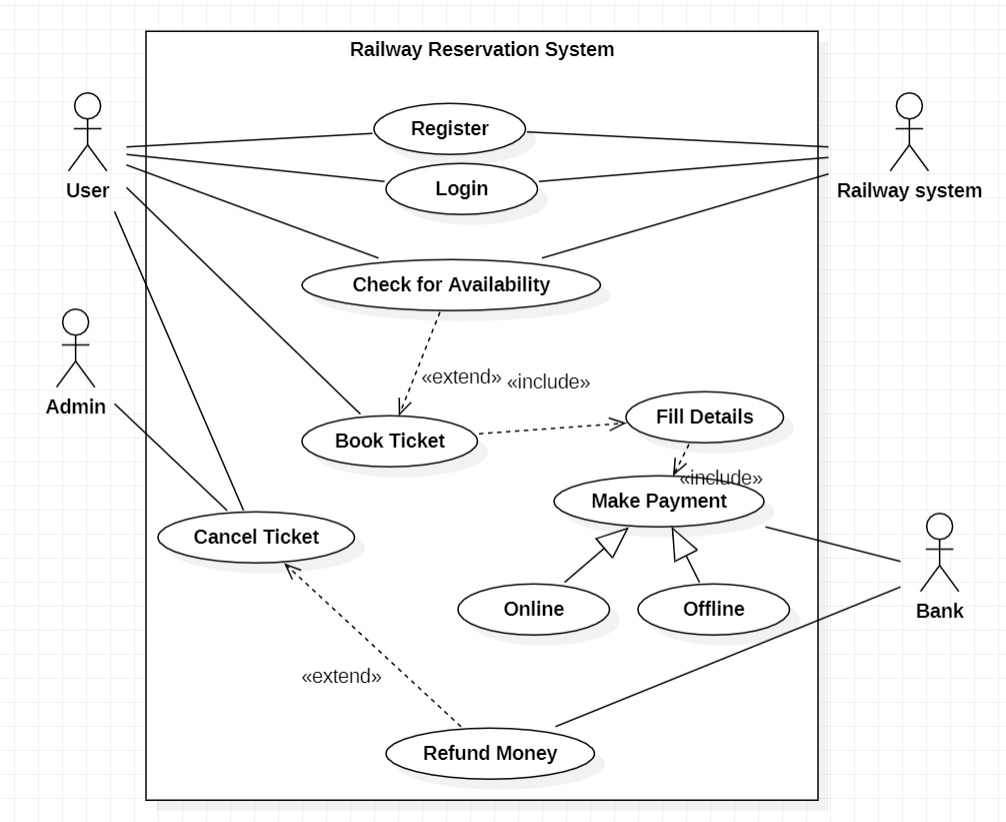 Railway Reservation System
Register
User
Login
Railway system
Check for Availability
«extend»
«include»
Admin
Fill Details
Book Ticket
«include»
Make Payment
Cancel Ticket
Online
Offline
Bank
«extend»
Refund Money